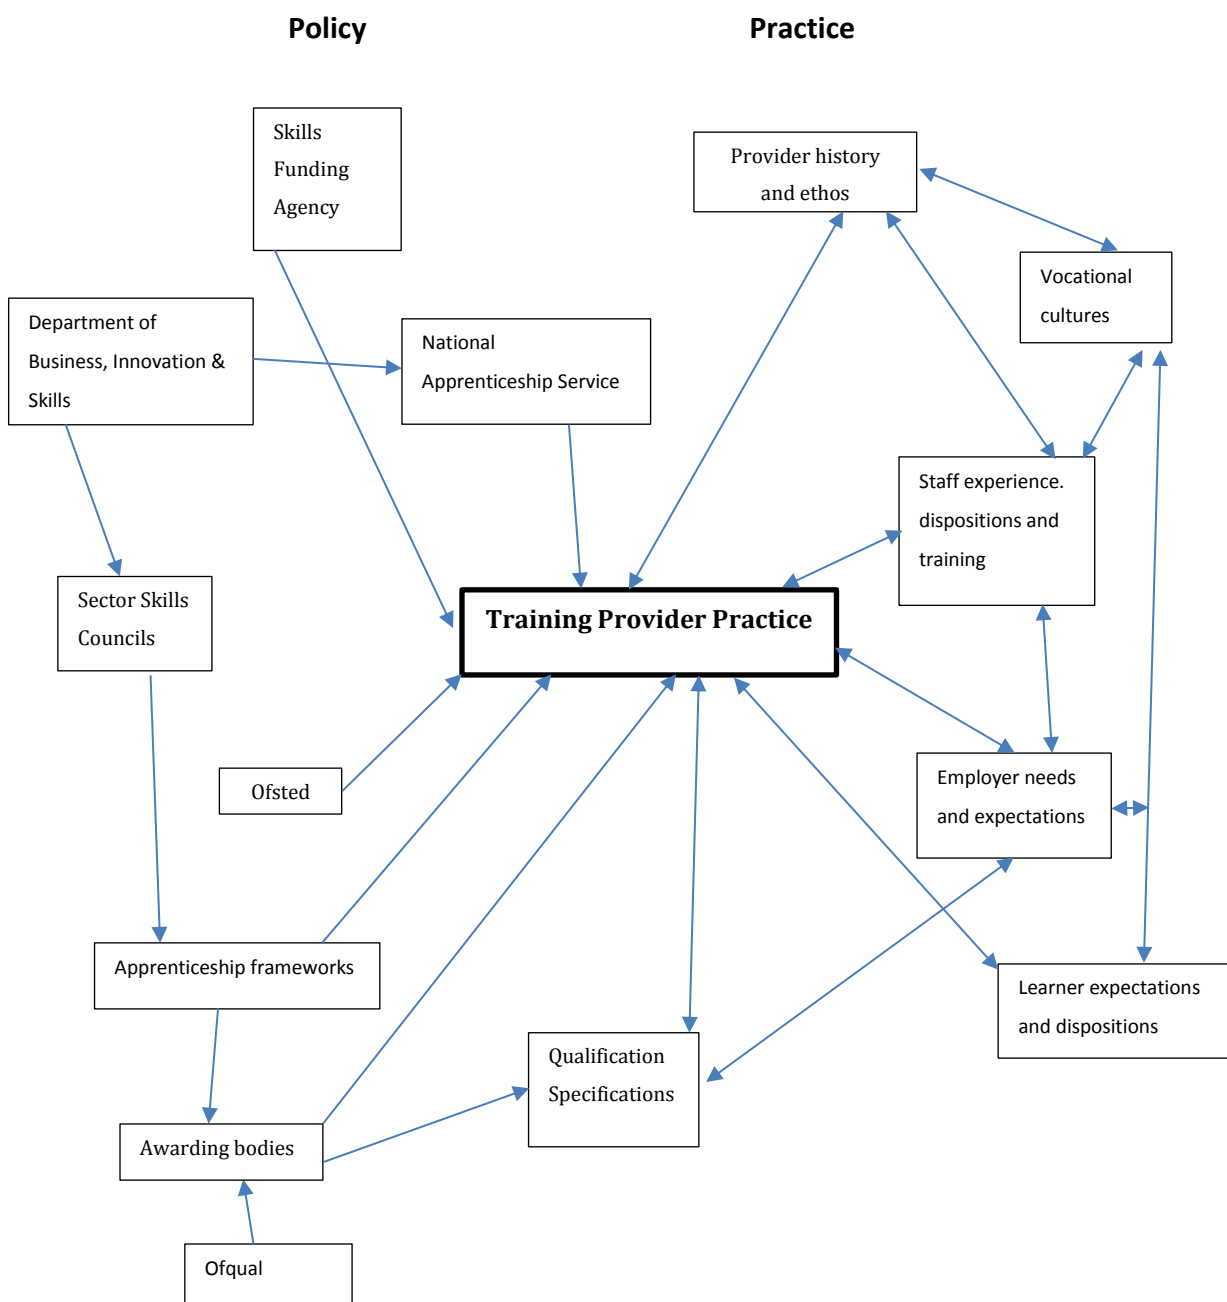 Policy
Practice
Skills
Funding
Agency
Provider history
and ethos
Vocational
cultures
Department of
Business, Innovation &
Skills
National
Apprenticeship Service
Staff experience.
dispositions and
training
Sector Skills
Councils
Training Provider Practice
Ofsted
Employer needs
and expectations
Apprenticeship frameworks
Learner expectations
and dispositions
Qualification
Specifications
Awarding bodies
Ofqual